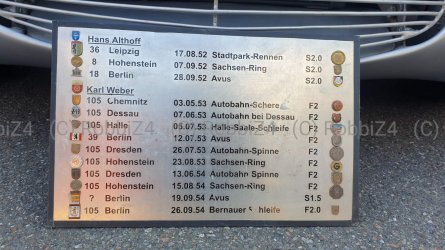 Hans Althoff
36 Leipzig 17.08.52 Stadtpark-Rennen S2.0
8 Hohenstein 07.09.52 Sachsen-Ring S2.0
18 Berlin 28.09.52 Avus S2.0
Karl Weber
105 Chemnitz 03.05.53 Autobahn-Schere F2
105 Dessau 07.06.53 Autobahn bei Dessau F2
105 Halle 05.07.53 Halle-Saale-Schleife F2
39 Berlin 12.07.53 Avus F2
105 Dresden 26.07.53 Autobahn-Spinne F2
105 Hohenstein 23.08.53 Sachsen-Ring F2
105 Dresden 13.06.54 Autobahn-Spinne F2
105 Hohenstein 15.08.54 Sachsen-Ring F2
? Berlin 19.09.54 Avus S1.5
105 Berlin 26.09.54 Bernauer Schleife F2.0
(C) RobbiZ4